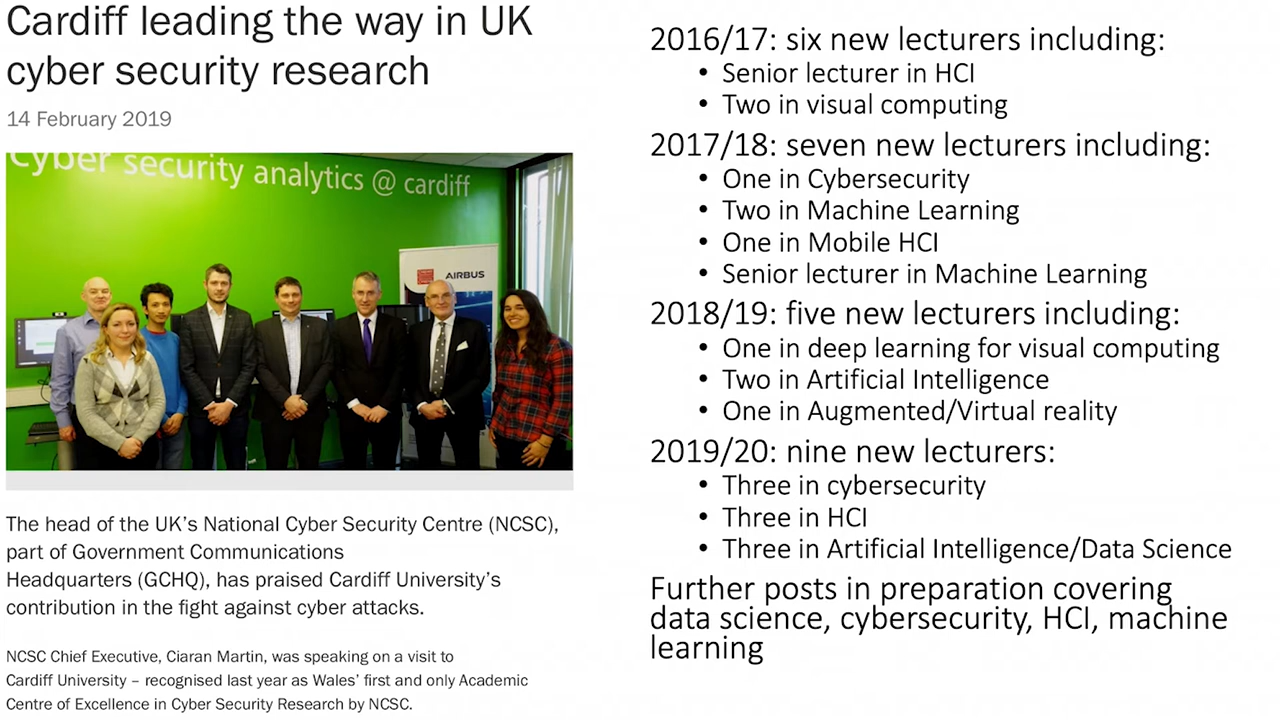 Cardiff leading the way in UK
cyber security research
14 February 2019
Cyber security analytics @ cardiff
AIRBUS
The head of the UK's National Cyber Security Centre (NCSC),
part of Government Communications
Headquarters (GCHQ), has praised Cardiff University's
contribution in the fight against cyber attacks.
NCSC Chief Executive, Ciaran Martin, was speaking on a visit to
Cardiff University – recognised last year as Wales' first and only Academic
Centre of Excellence in Cyber Security Research by NCSC.
2016/17: six new lecturers including:
• Senior lecturer in HCI
• Two in visual computing
2017/18: seven new lecturers including:
• One in Cybersecurity
• Two in Machine Learning
• One in Mobile HCI
• Senior lecturer in Machine Learning
2018/19: five new lecturers including:
• One in deep learning for visual computing
• Two in Artificial Intelligence
• One in Augmented/Virtual reality
2019/20: nine new lecturers:
• Three in cybersecurity
• Three in HCI
• Three in Artificial Intelligence/Data Science
Further posts in preparation covering
data science, cybersecurity, HCI, machine
learning